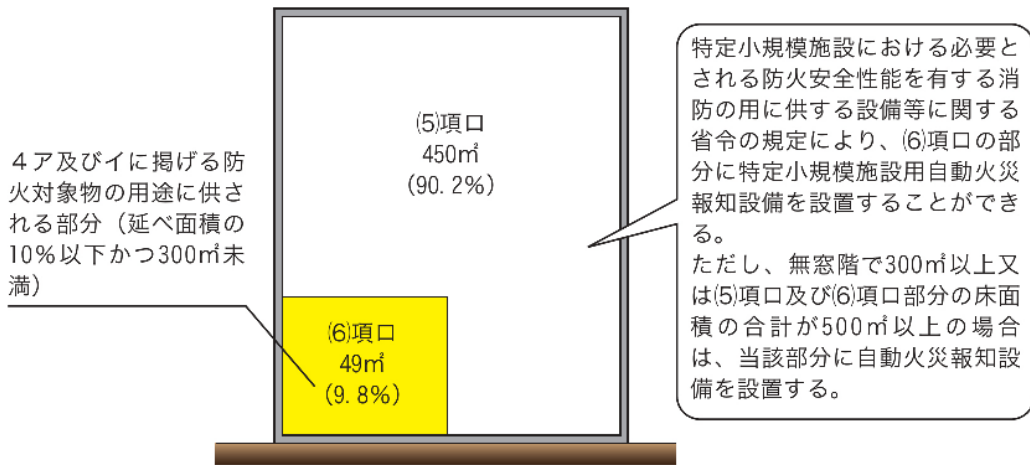 ４ア及びイに掲げる防
火対象物の用途に供さ
れる部分（延べ面積の
10％以下かつ300㎡未
満）
⑸項ロ
450㎡
(90.2％)
⑹項ロ
49㎡
(9.8％)
特定小規模施設における必要と
される防火安全性能を有する消
防の用に供する設備等に関する
省令の規定により、⑹項ロの部
分に特定小規模施設用自動火災
報知設備を設置することができ
る。
ただし、無窓階で300㎡以上又
は⑸項ロ及び⑹項ロ部分の床面
積の合計が500㎡以上の場合
は、当該部分に自動火災報知設
備を設置する。